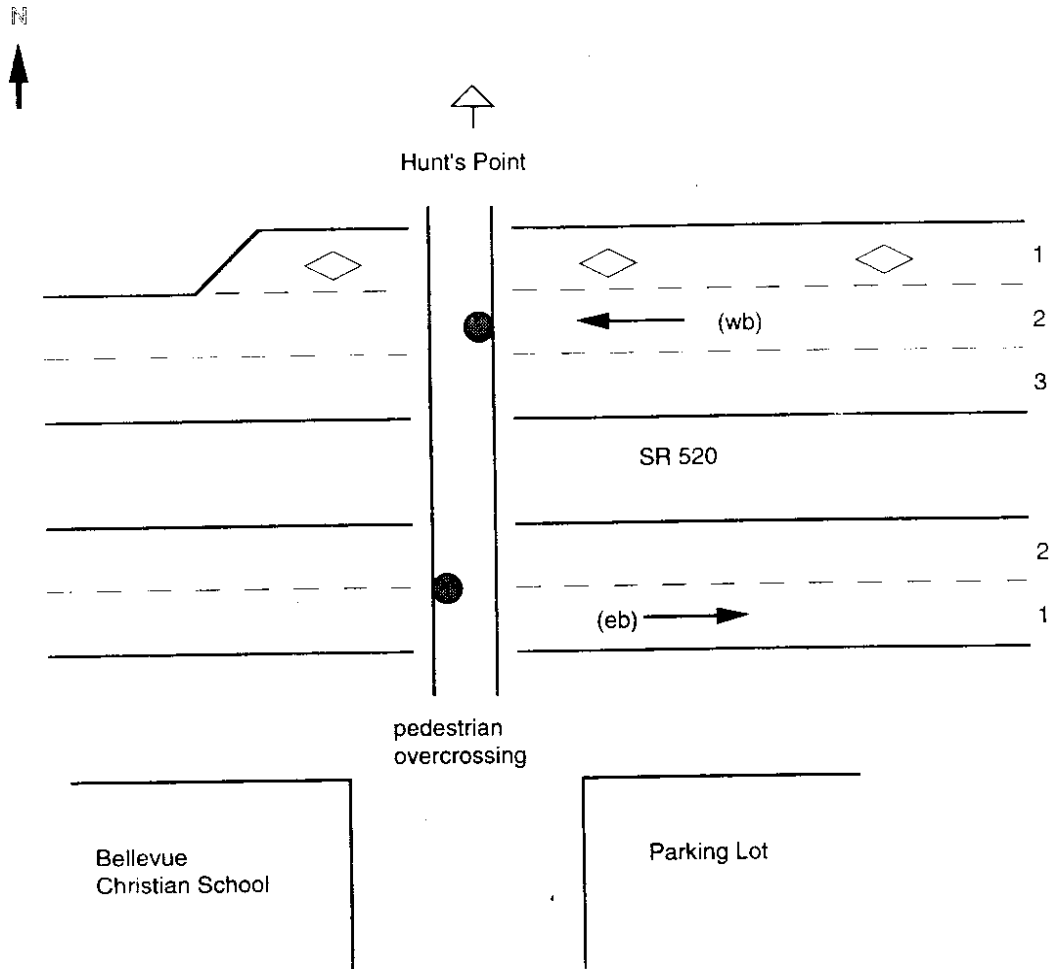 N
Hunt's Point
1
(wb)
2
3
SR 520
2
(eb)
1
pedestrian
overcrossing
Bellevue
Christian School
Parking Lot